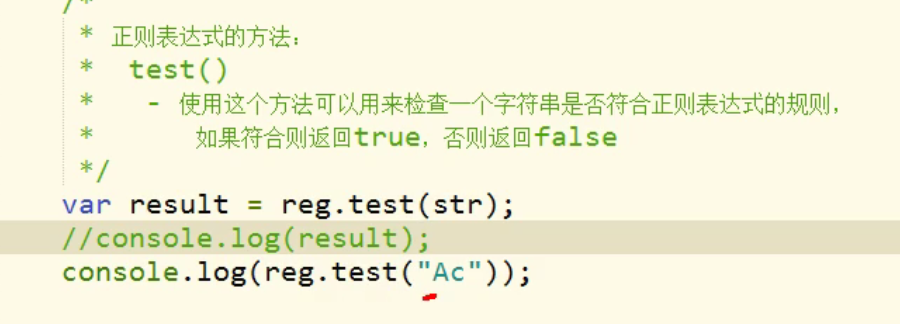 /*
* 正则表达式的方法：
* test()
* - 使用这个方法可以用来检查一个字符串是否符合正则表达式的规则，
* 如果符合则返回true，否则返回false
*/
var result = reg.test(str);
//console.log(result);
console.log(reg.test("Ac"));